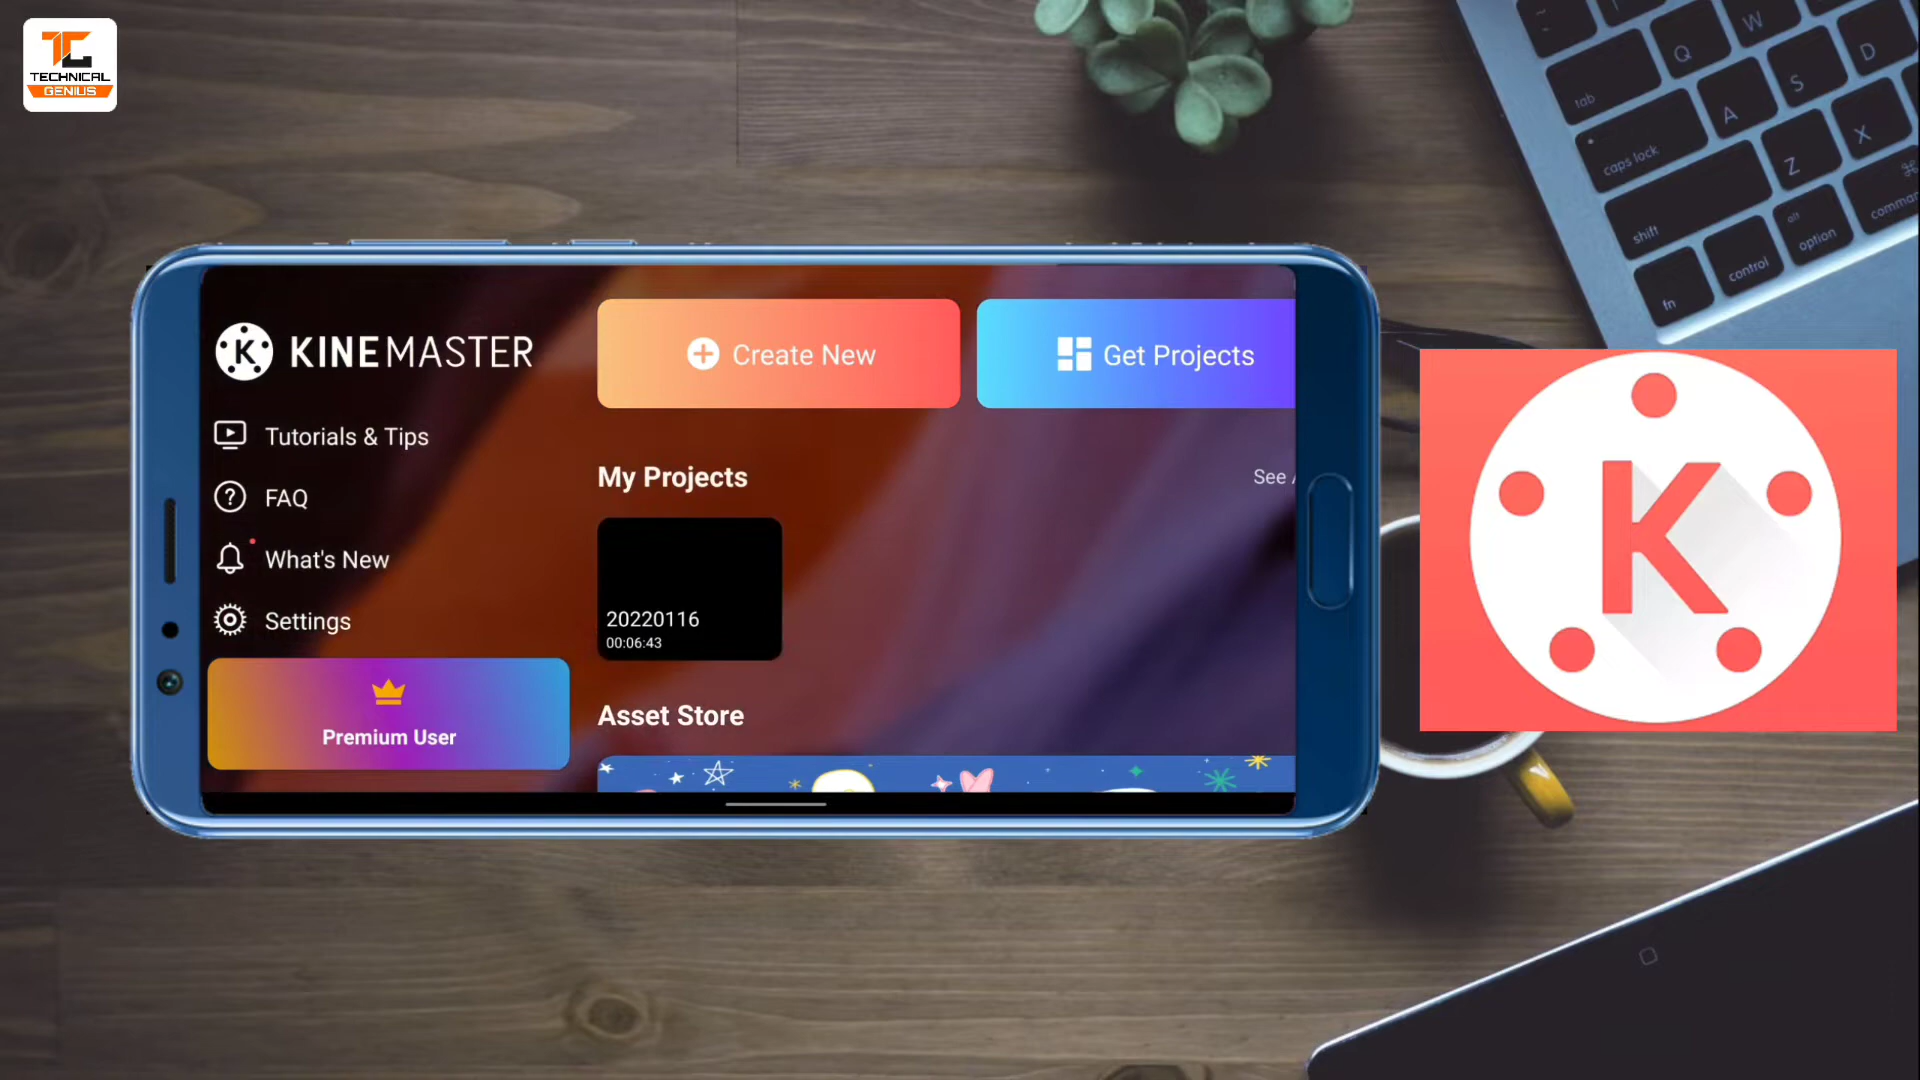 TECHNICAL
GENIUS
KINEMASTER
Tutorials & Tips
FAQ
What's New
Settings
Premium User
Create New
Get Projects
My Projects
See
20220116
00:06:43
Asset Store
K
Q
W
tab
A
S
D
caps lock
Z
X
shift
fn
control
alt
option
⌘